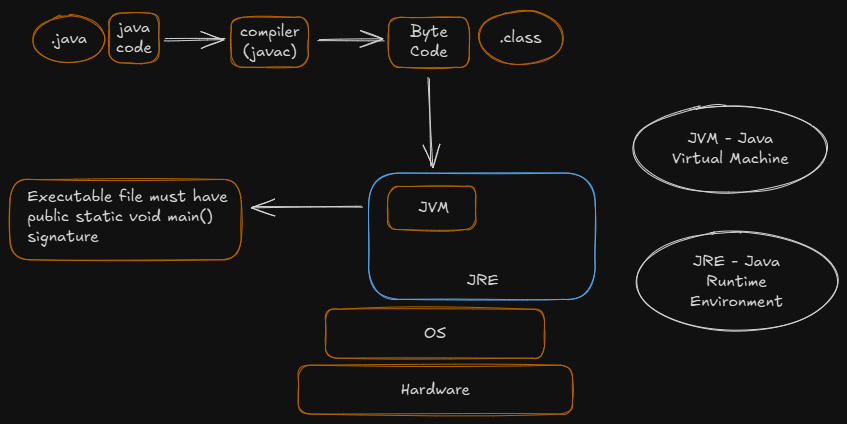 .java
java
code
compiler
(javac)
Byte
Code
.class
JVM - Java
Virtual Machine
Executable file must have
public static void main()
signature
JVM
JRE
JRE - Java
Runtime
Environment
OS
Hardware